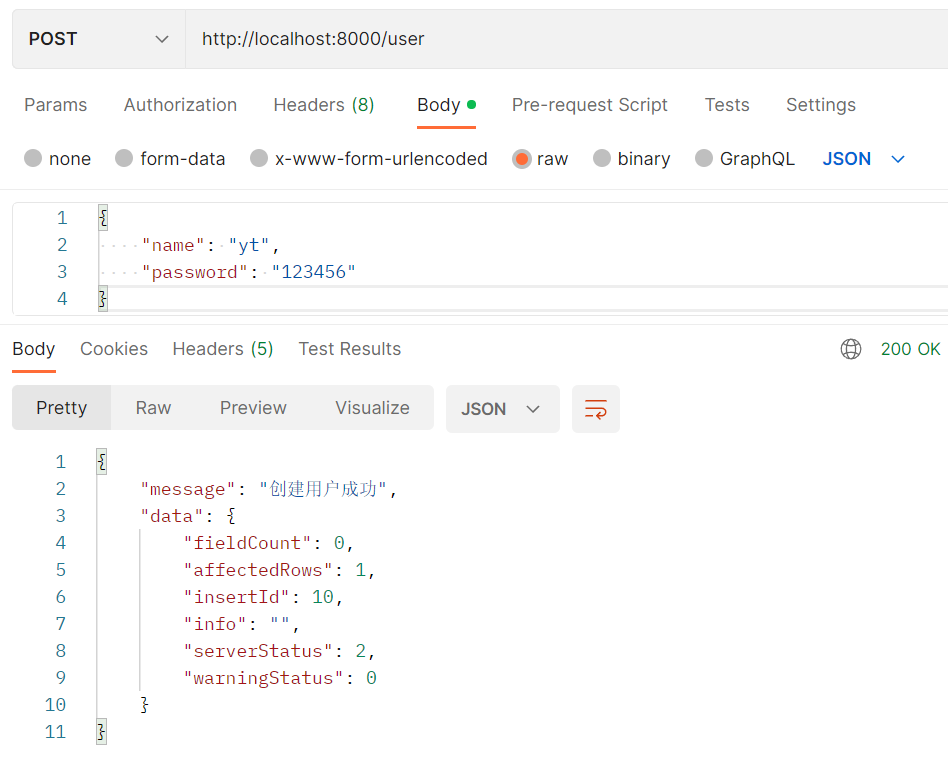 POST http://localhost:8000/user
Params Authorization Headers (8) Body Pre-request Script Tests Settings
none form-data x-www-form-urlencoded raw binary GraphQL JSON
1 {
2 "name": "yt",
3 "password": "123456"
4 }
Body Cookies Headers (5) Test Results 200 OK
Pretty Raw Preview Visualize JSON
1 {
2 "message": "创建用户成功",
3 "data": {
4 "fieldCount": 0,
5 "affectedRows": 1,
6 "insertId": 10,
7 "info": "",
8 "serverStatus": 2,
9 "warningStatus": 0
10 }
11 }